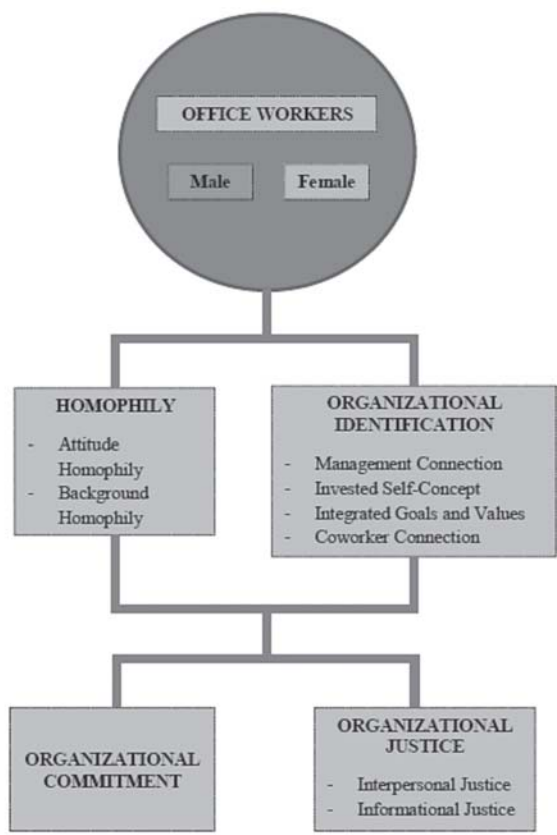 OFFICE WORKERS
Male
Female
HOMOPHILY
- Attitude
Homophily
- Background
Homophily
ORGANIZATIONAL
IDENTIFICATION
- Management Connection
- Invested Self-Concept
- Integrated Goals and Values
- Coworker Connection
ORGANIZATIONAL
COMMITMENT
ORGANIZATIONAL
JUSTICE
- Interpersonal Justice
- Informational Justice